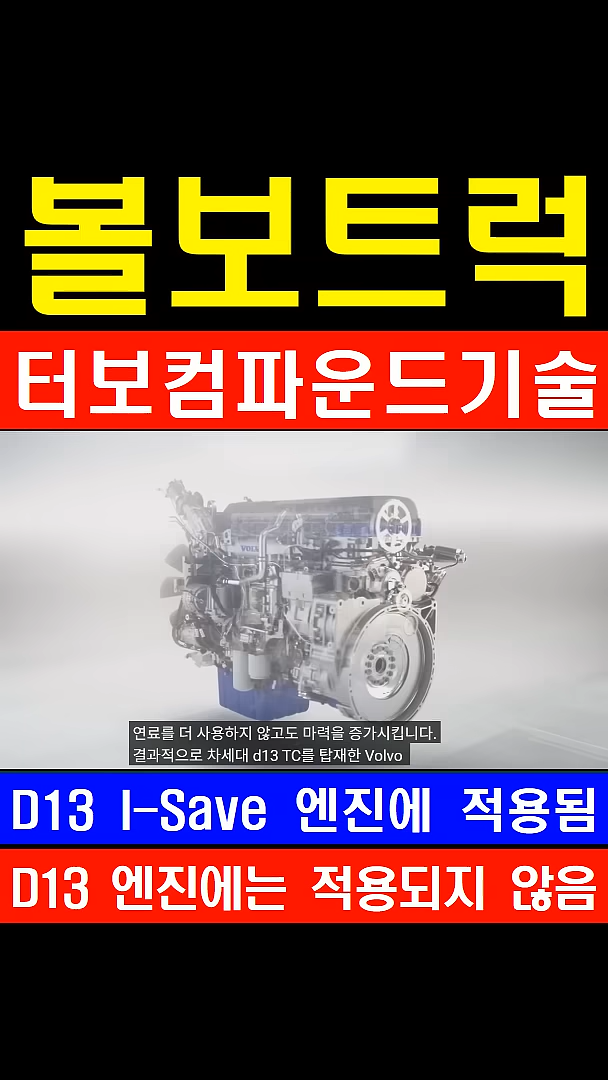 볼보트럭
터보컴파운드기술
VOLVO
연료를 더 사용하지 않고도 마력을 증가시킵니다.
결과적으로 차세대 d13 TC를 탑재한 Volvo
D13 I-Save 엔진에 적용됨
D13 엔진에는 적용되지 않음